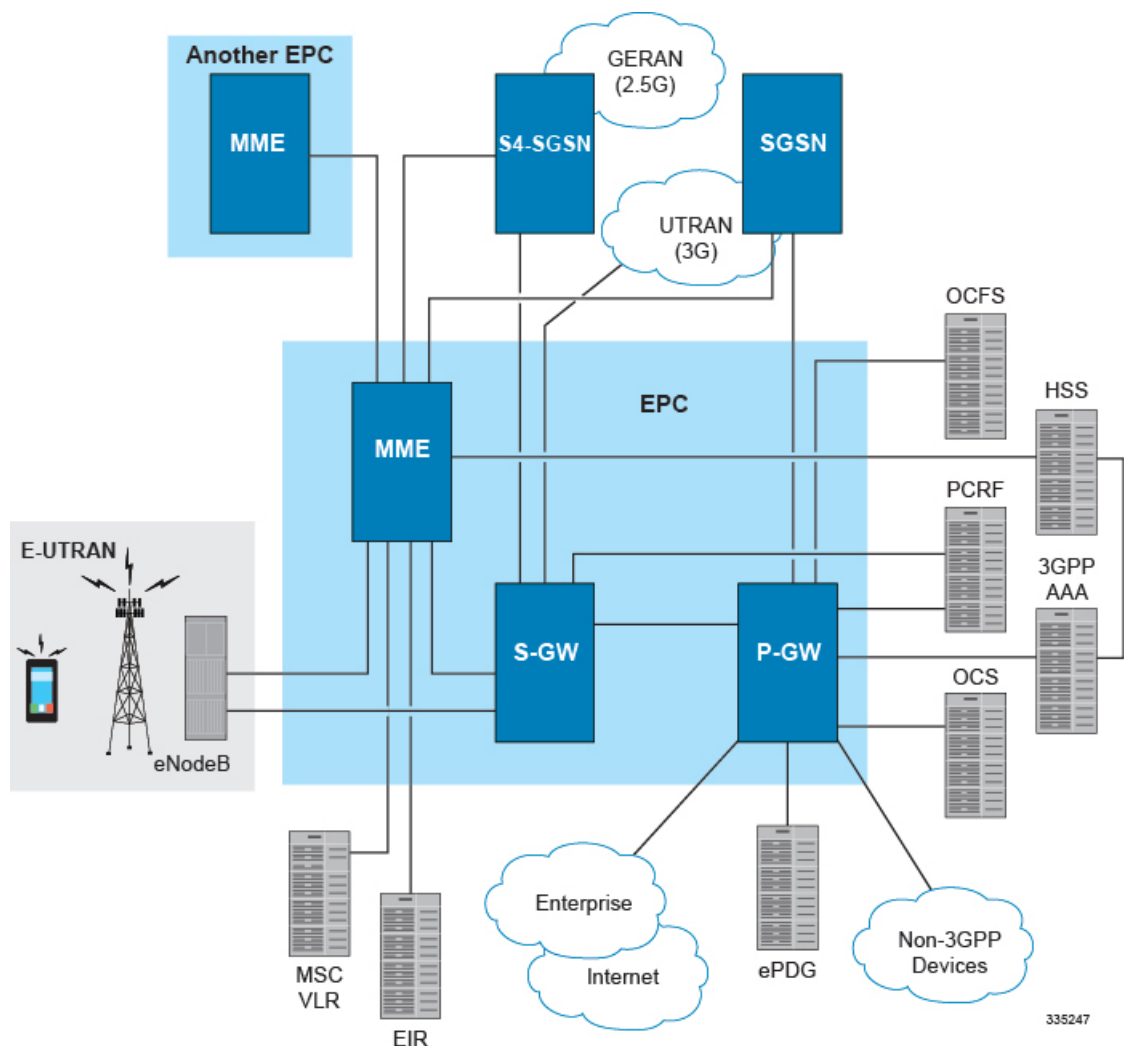 Another EPC
MME
S4-SGSN
GERAN
(2.5G)
SGSN
UTRAN
(3G)
OCFS
HSS
EPC
MME
PCRF
E-UTRAN
3GPP
AAA
S-GW
P-GW
OCS
eNodeB
Enterprise
Internet
ePDG
Non-3GPP
Devices
MSC
VLR
EIR
335247